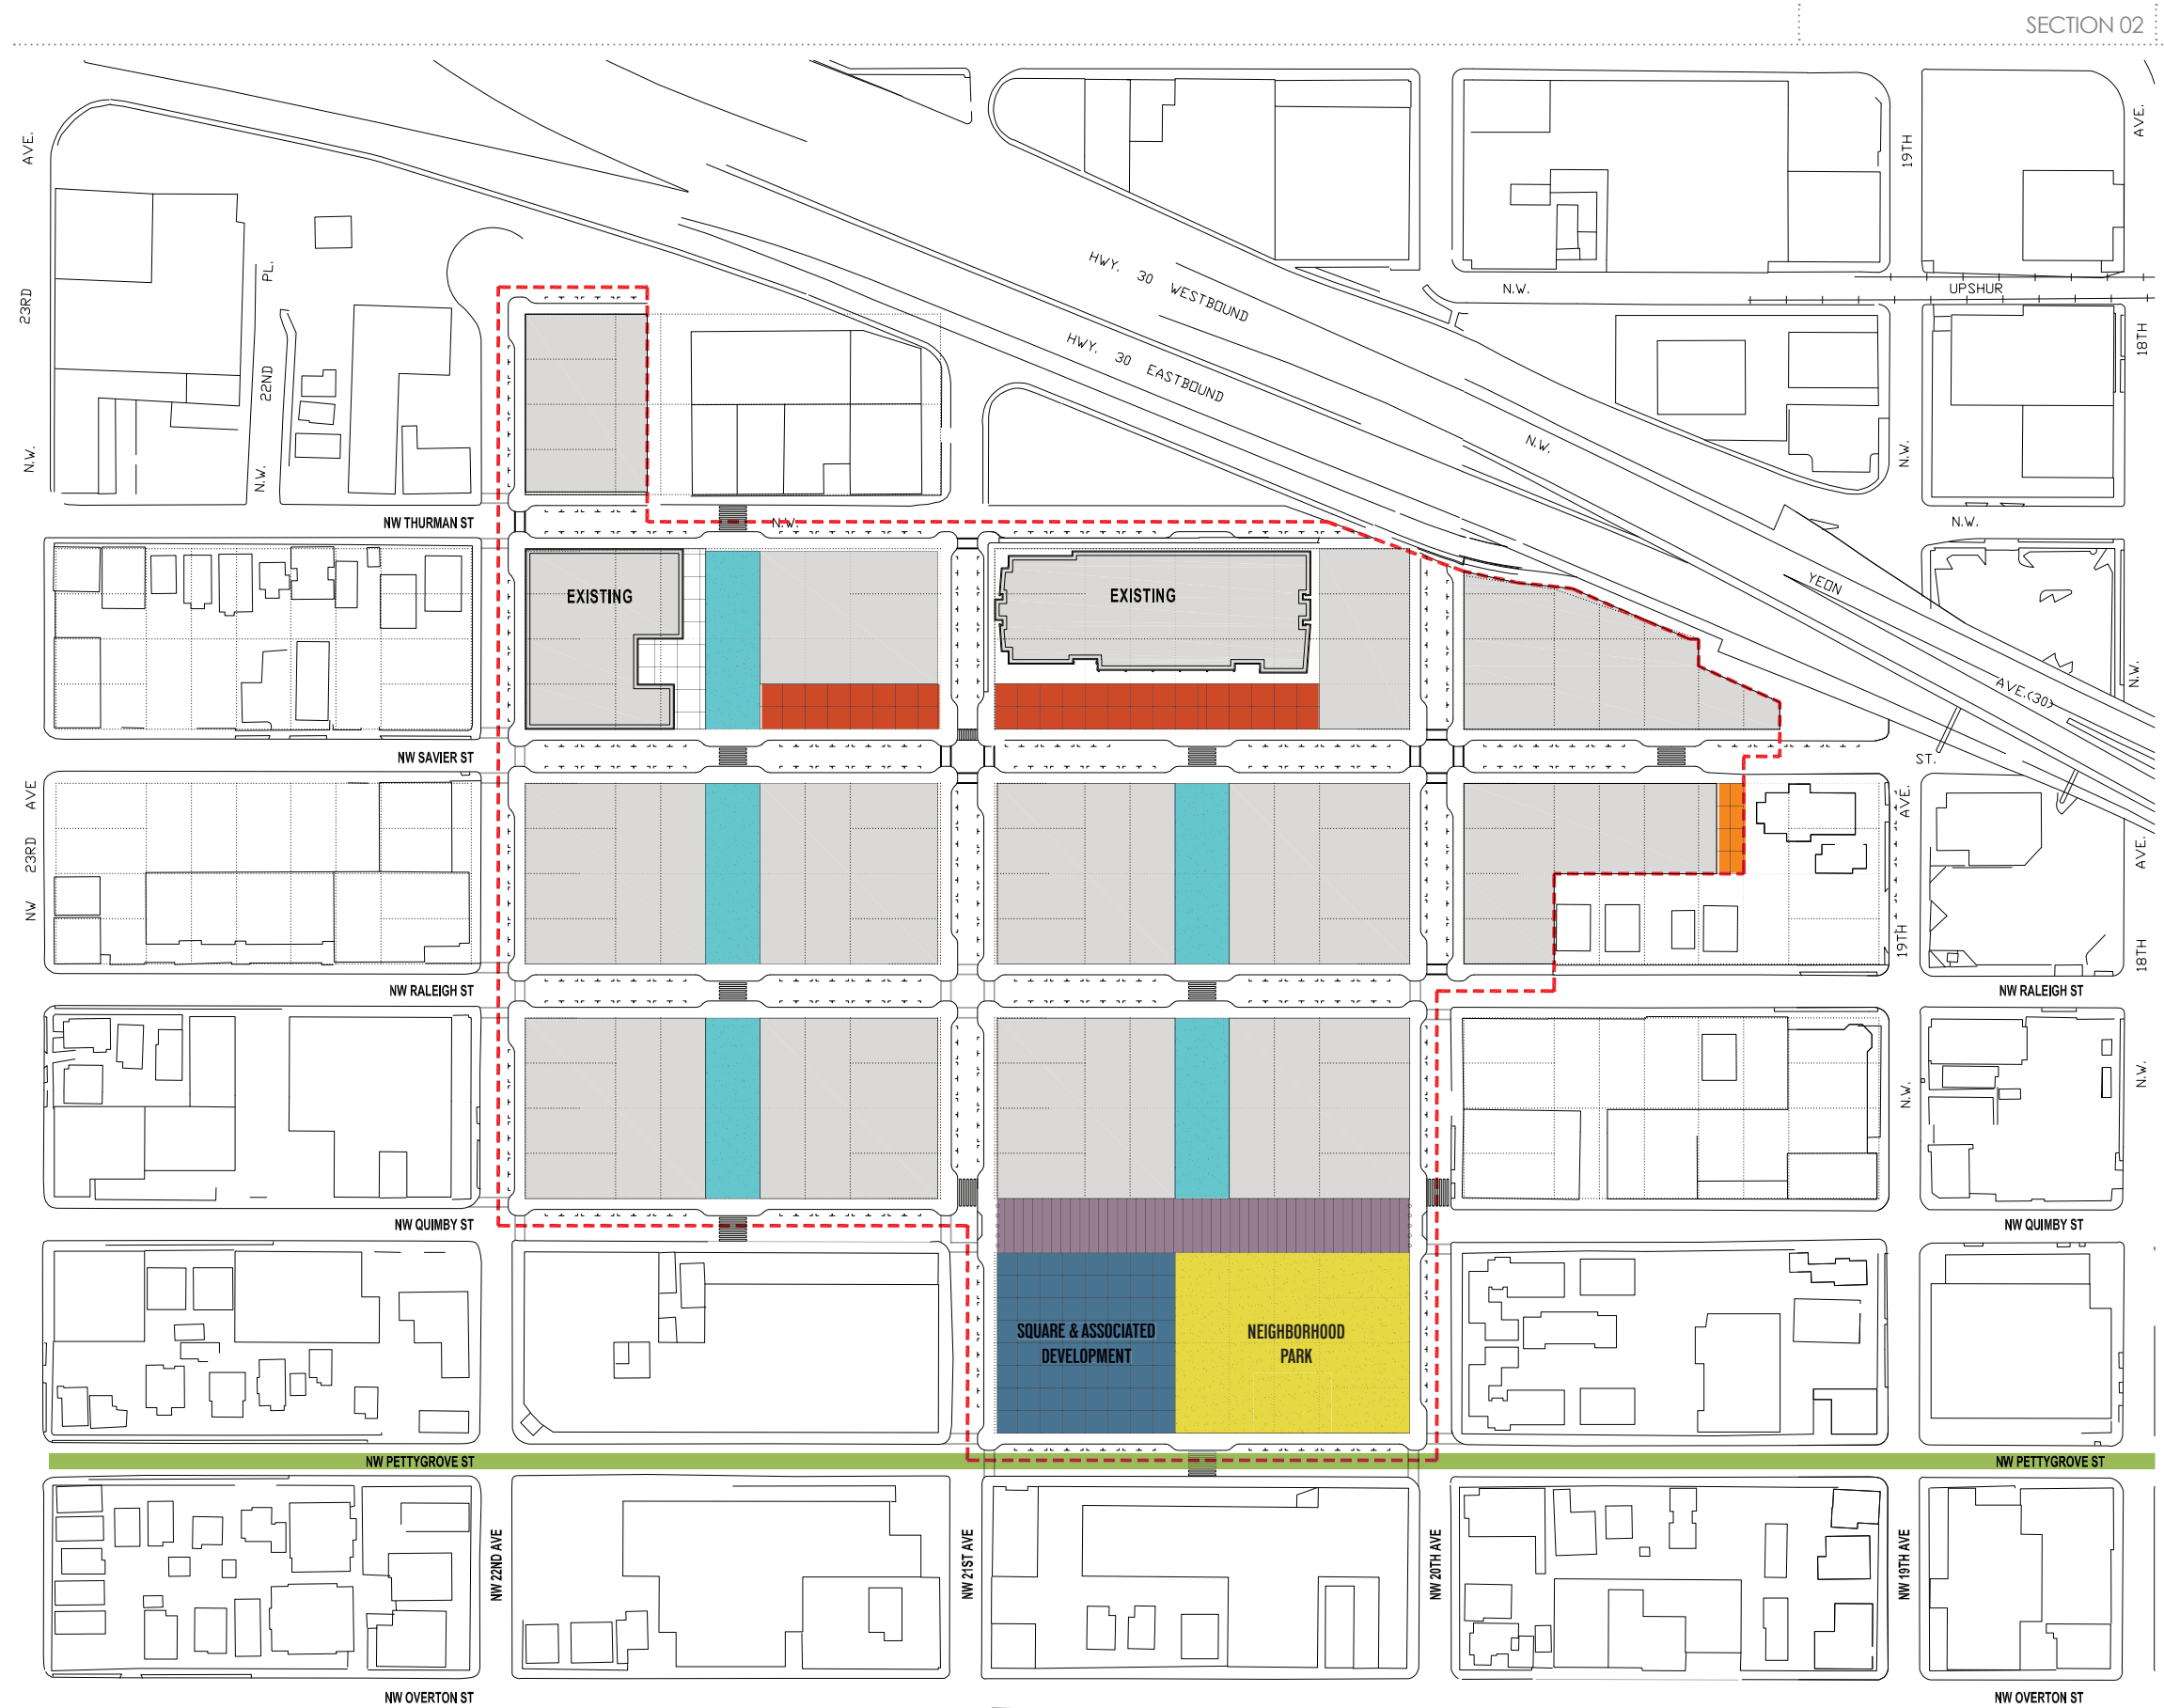 SECTION 02
AVE.
23RD
N.W.
PL.
22ND
N.W.
HWY. 30 WESTBOUND
HWY. 30 EASTBOUND
N.W.
UPSHUR
19TH
AVE.
18TH
N.W.
N.W.
NW THURMAN ST
N.W.
N.W.
YEON
AVE.(30)
N.W.
EXISTING
EXISTING
NW SAVIER ST
ST.
AVE
23RD
NW
AVE.
19TH
AVE.
18TH
NW RALEIGH ST
NW RALEIGH ST
N.W.
N.W.
NW QUIMBY ST
NW QUIMBY ST
SQUARE & ASSOCIATED
DEVELOPMENT
NEIGHBORHOOD
PARK
NW PETTYGROVE ST
NW PETTYGROVE ST
NW 22ND AVE
NW 21ST AVE
NW 20TH AVE
NW 19TH AVE
NW OVERTON ST
NW OVERTON ST